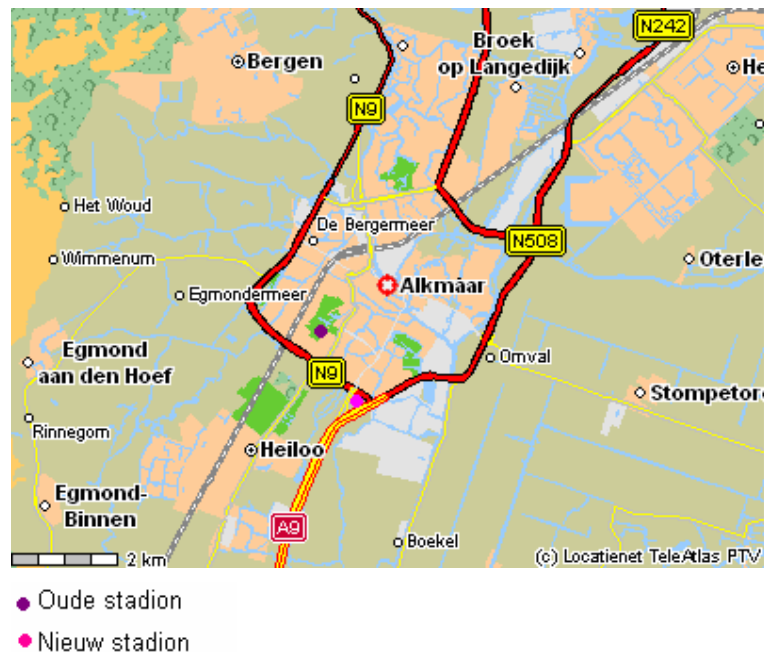 N242
Broek
op Langedijk
Bergen
He
N9
Het Woud
De Bergermeer
N508
Wimmenum
Oterle
Alkmaar
Egmondermeer
Egmond
aan den Hoef
Omval
N9
Stompetore
Rinnegom
Heiloo
Egmond-
Binnen
A9
Boekel
2 km
(c) Locatienet TeleAtlas PTV
Oude stadion
Nieuw stadion